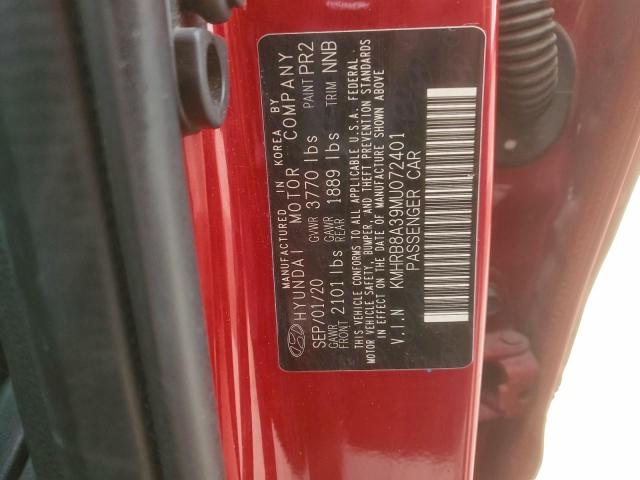 MANUFACTURED IN KOREA BY
HYUNDAI MOTOR COMPANY
SEP/01/20 GVWR 3770 lbs PAINT PR2
GAWR FRONT 2101 lbs GAWR REAR 1889 lbs TRIM NNB
THIS VEHICLE CONFORMS TO ALL APPLICABLE U.S.A. FEDERAL
MOTOR VEHICLE SAFETY, BUMPER, AND THEFT PREVENTION STANDARDS
IN EFFECT ON THE DATE OF MANUFACTURE SHOWN ABOVE
V.I.N KMHRB8A39MU072401
PASSENGER CAR